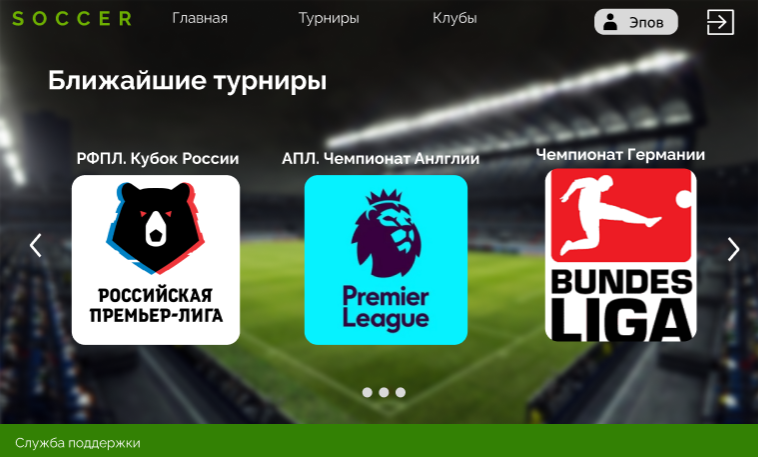 SOCCER
Главная
Турниры
Клубы
Эпов
Ближайшие турниры
РФПЛ. Кубок России
АПЛ. Чемпионат Анлглии
Чемпионат Германии
РОССИЙСКАЯ
ПРЕМЬЕР-ЛИГА
Premier
League
BUNDES
LIGA
Служба поддержки